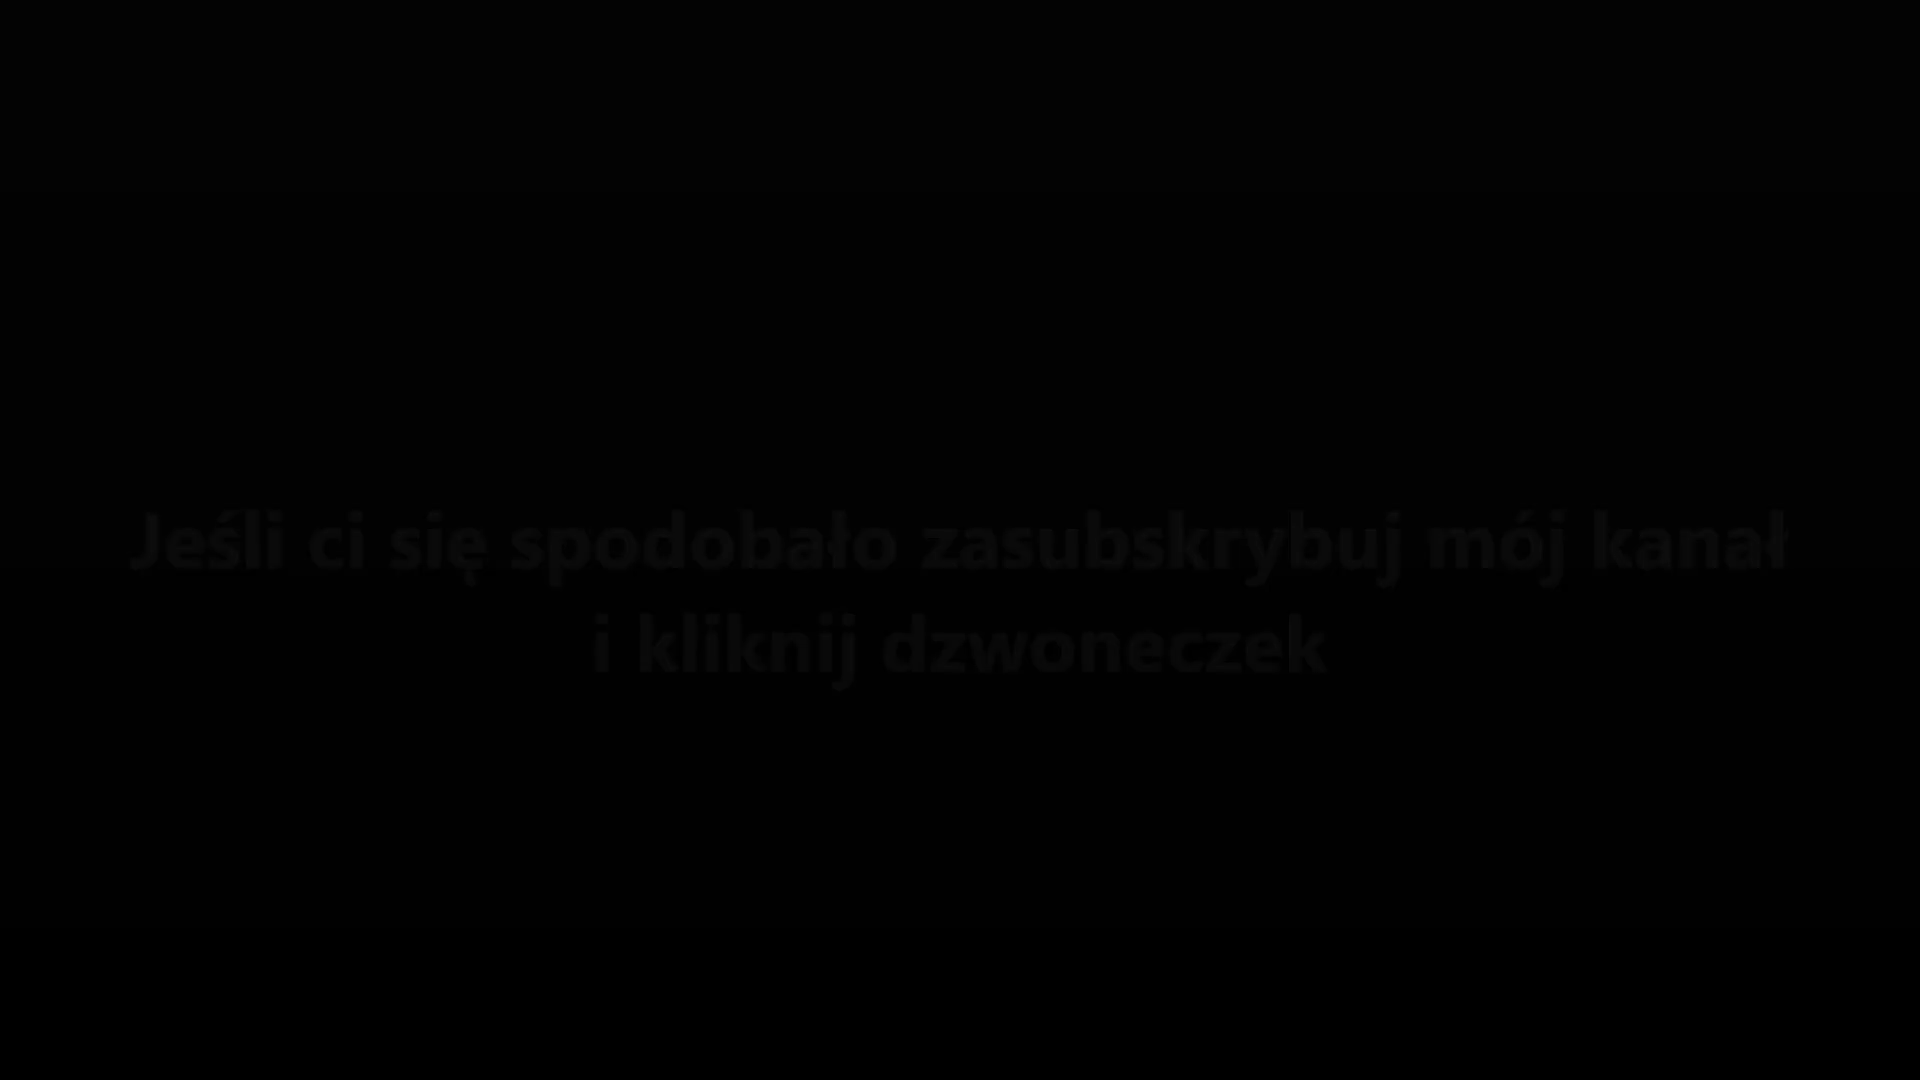 Jeśli ci się spodobało zasubskrybuj mój kanał
i kliknij dzwoneczek